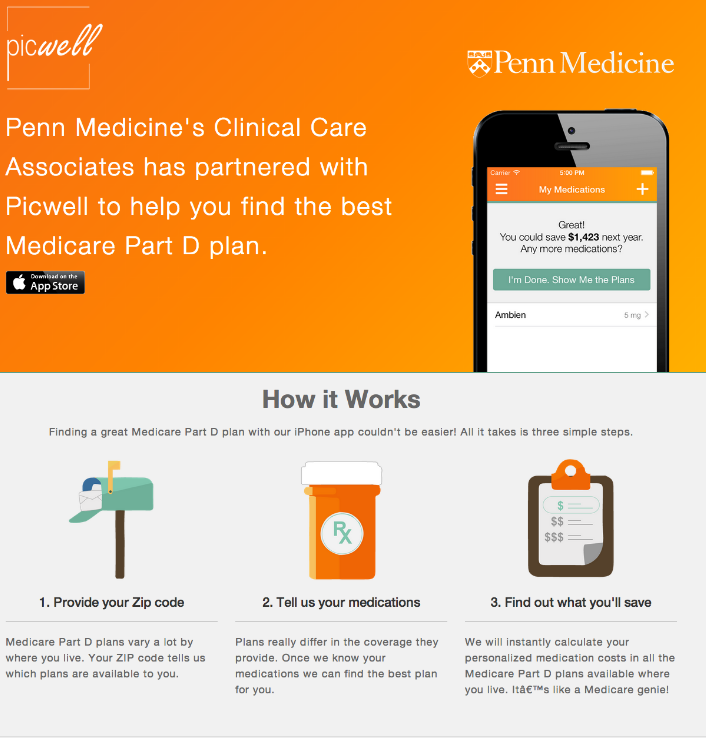 picwell
Penn Medicine
Penn Medicine's Clinical Care
Associates has partnered with
Picwell to help you find the best
Medicare Part D plan.
Download on the
App Store
Carrier 5:00 PM
My Medications +
Great!
You could save $1,423 next year.
Any more medications?
I'm Done. Show Me the Plans
Ambien 5 mg >
How it Works
Finding a great Medicare Part D plan with our iPhone app couldn't be easier! All it takes is three simple steps.
RX
$
$$
$$$
1. Provide your Zip code
Medicare Part D plans vary a lot by
where you live. Your ZIP code tells us
which plans are available to you.
2. Tell us your medications
Plans really differ in the coverage they
provide. Once we know your
medications we can find the best plan
for you.
3. Find out what you'll save
We will instantly calculate your
personalized medication costs in all the
Medicare Part D plans available where
you live. Itâ€™s like a Medicare genie!